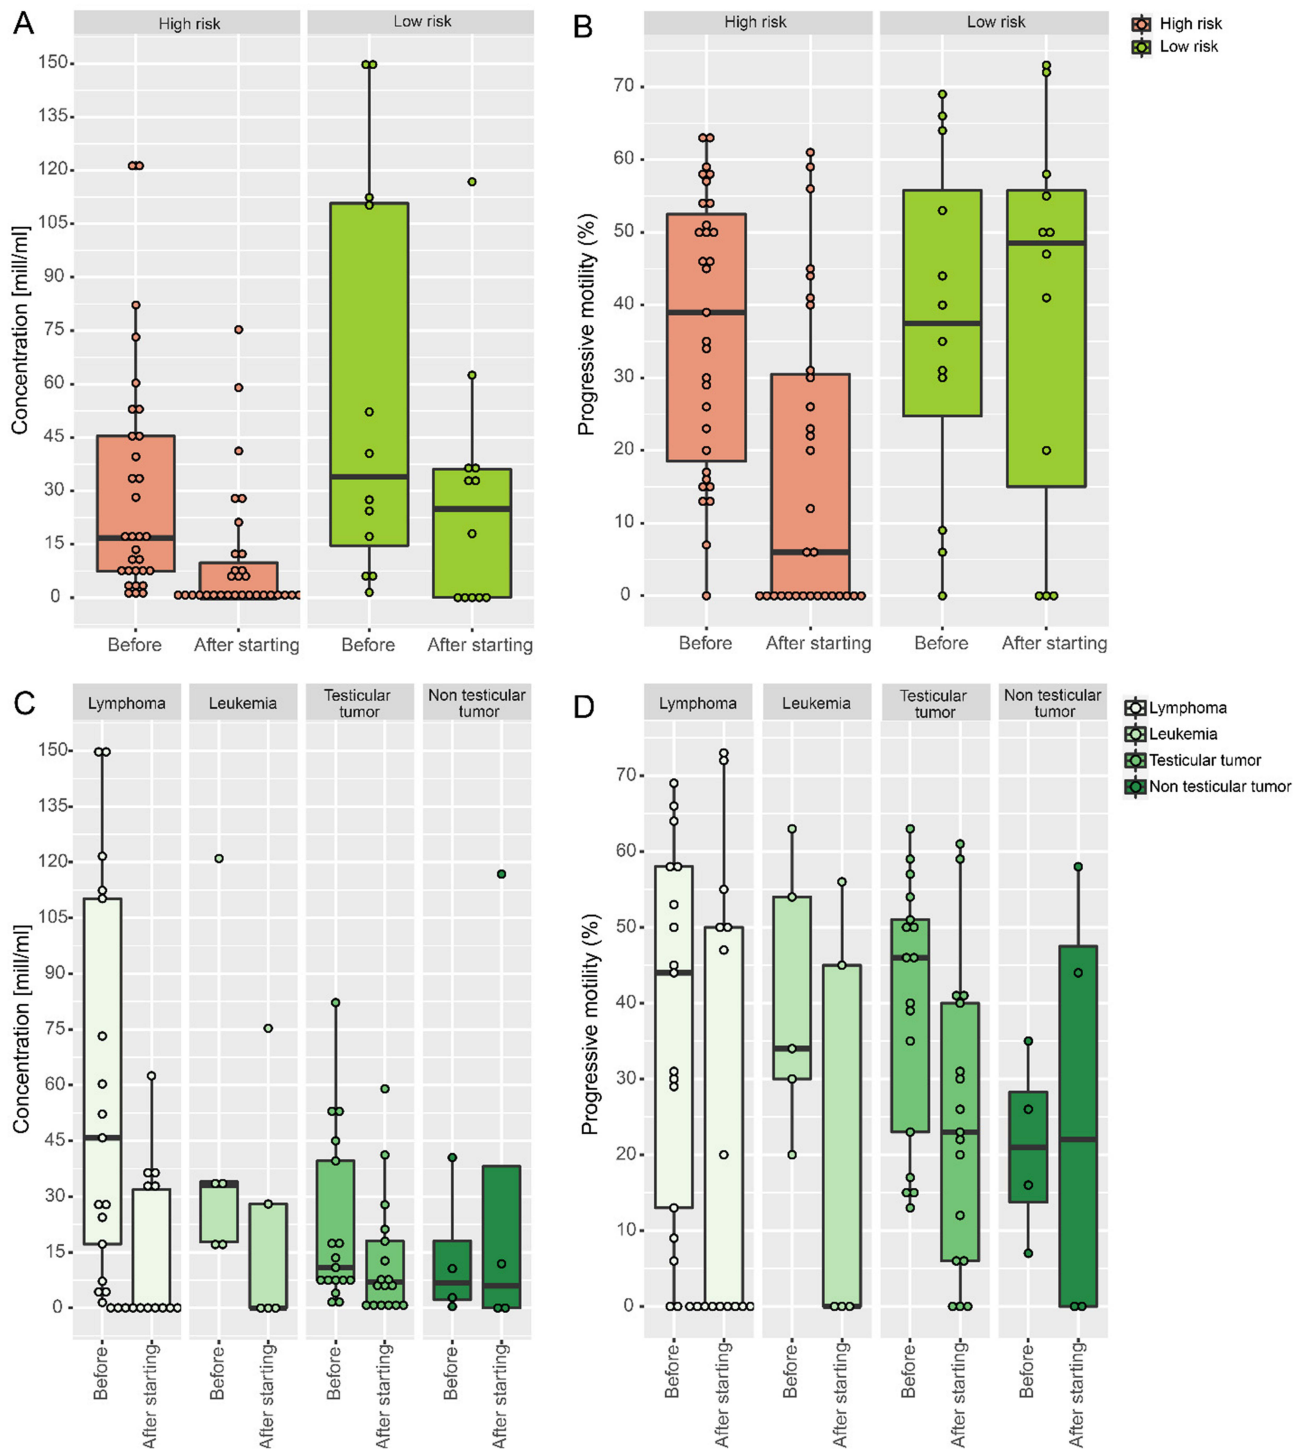 A
High risk
Low risk
Concentration [mill/ml]
150
135
120
105
90
75
60
45
30
15
0
Before
After starting
Before
After starting
B
High risk
Low risk
Progressive motility (%)
70
60
50
40
30
20
10
0
Before
After starting
Before
After starting
High risk
Low risk
C
Lymphoma
Leukemia
Testicular
tumor
Non testicular
tumor
Concentration [mill/ml]
150
135
120
105
90
75
60
45
30
15
0
Before
After starting
Before
After starting
Before
After starting
Before
After starting
D
Lymphoma
Leukemia
Testicular
tumor
Non testicular
tumor
Progressive motility (%)
70
60
50
40
30
20
10
0
Before
After starting
Before
After starting
Before
After starting
Before
After starting
Lymphoma
Leukemia
Testicular tumor
Non testicular tumor